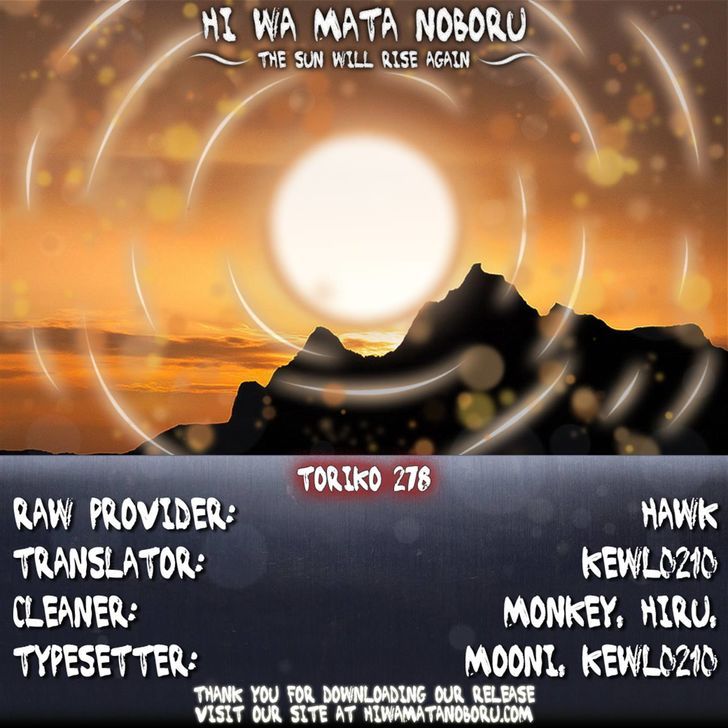 HI WA MATA NOBORU
THE SUN WILL RISE AGAIN
TORIKO 278
RAW PROVIDER: HAWK
TRANSLATOR: KEWL0210
CLEANER: MONKEY, HIRU,
TYPESETTER: MOONI, KEWL0210
THANK YOU FOR DOWNLOADING OUR RELEASE
VISIT OUR SITE AT HIWAMATANOBORU.COM